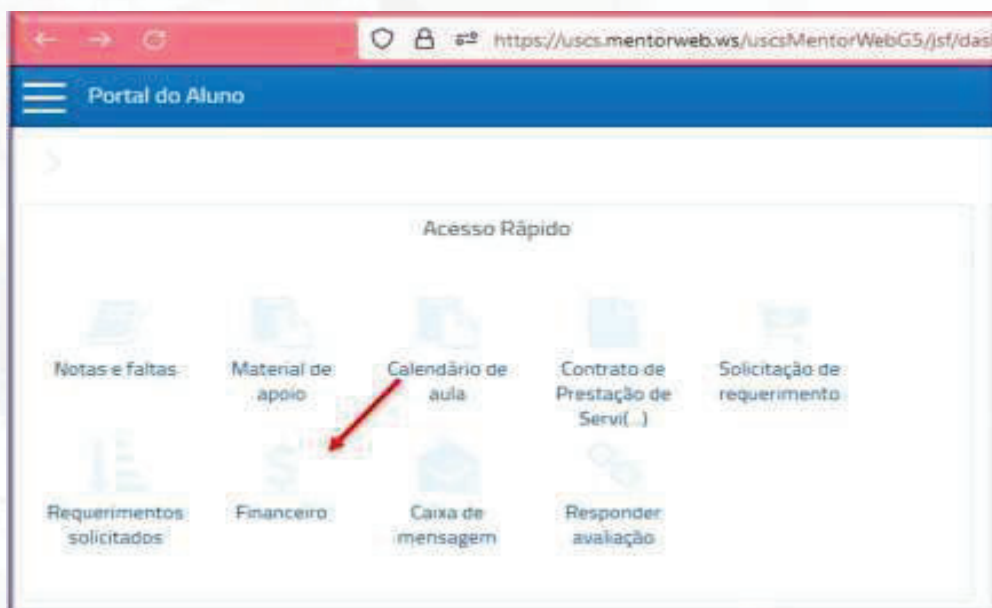 https://uscs.mentorweb.ws/uscsMentorWebG5/jsf/das
Portal do Aluno
Acesso Rápido
Notas e faltas
Material de
apoio
Calendário de
aula
Contrato de
Prestação de
Servi(...)
Solicitação de
requerimento
Requerimentos
solicitados
Financeiro
Caixa de
mensagem
Responder
avaliação